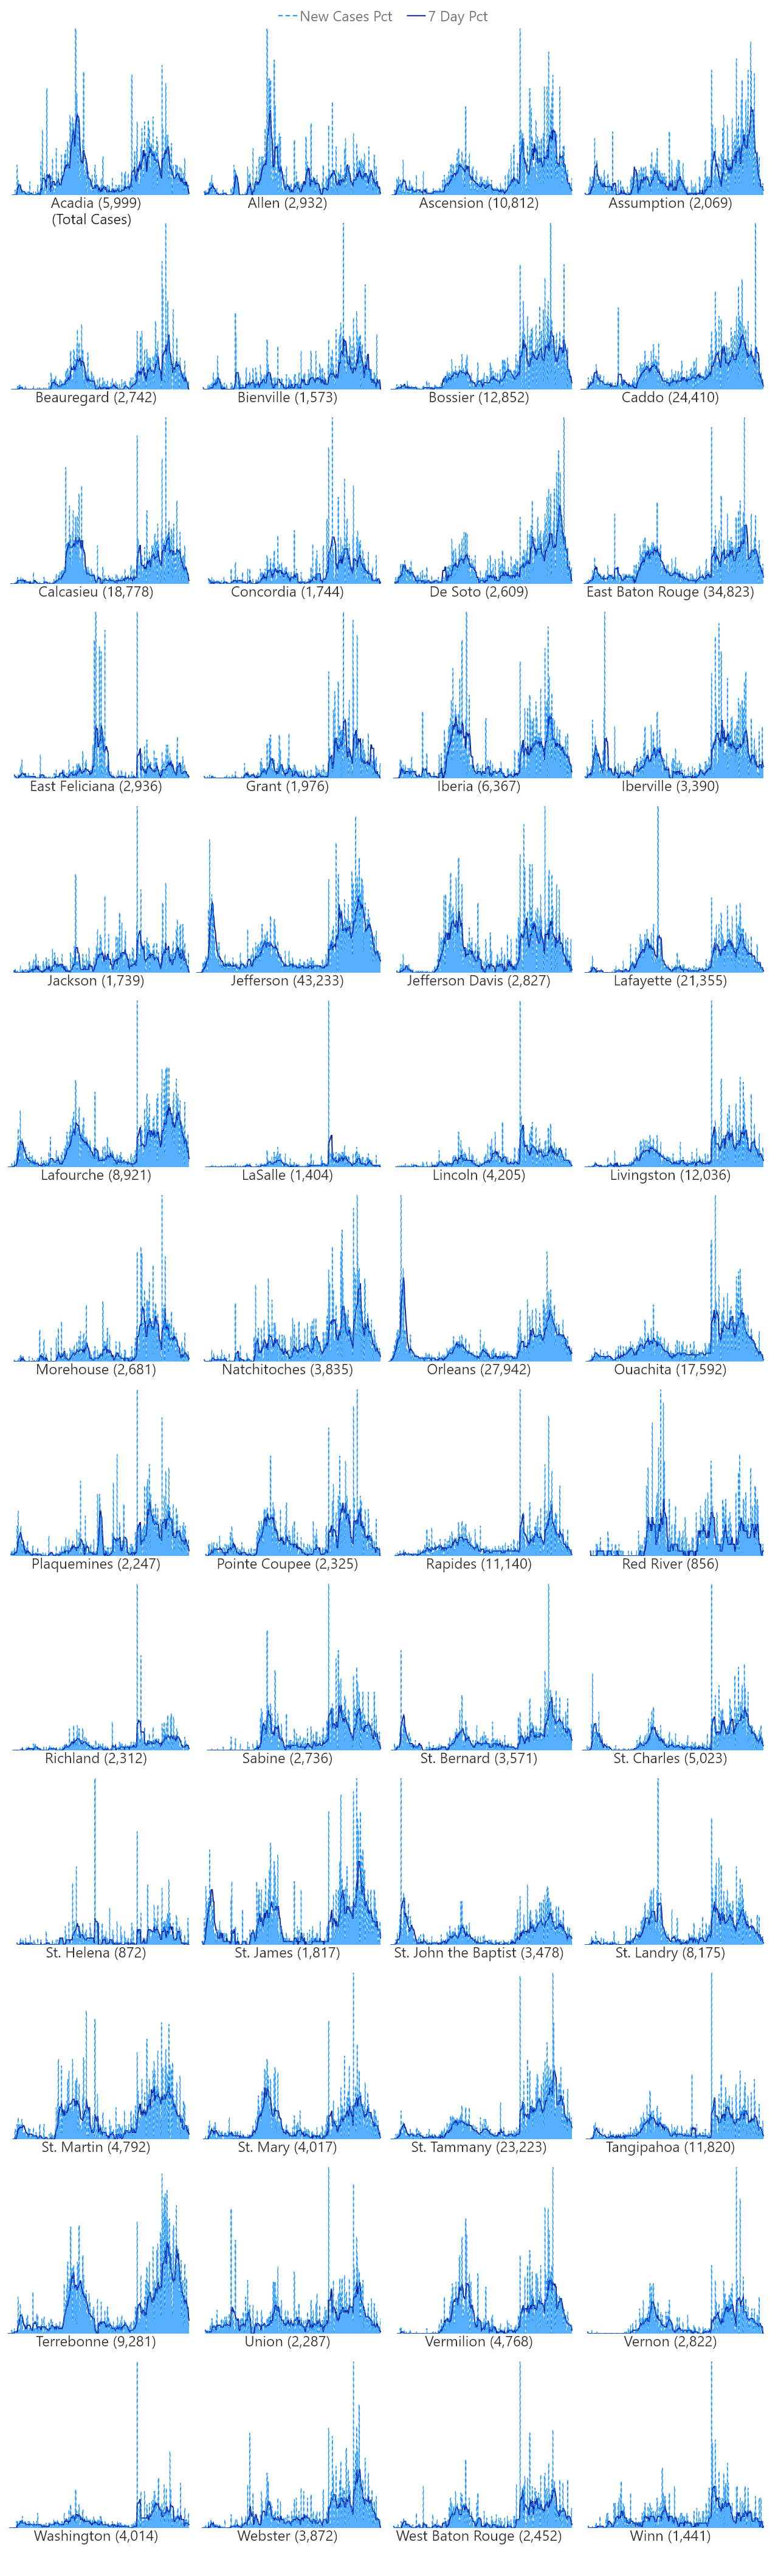 New Cases Pct 7 Day Pct
Acadia (5,999)
(Total Cases)
Allen (2,932)
Ascension (10,812)
Assumption (2,069)
Beauregard (2,742)
Bienville (1,573)
Bossier (12,852)
Caddo (24,410)
Calcasieu (18,778)
Concordia (1,744)
De Soto (2,609)
East Baton Rouge (34,823)
East Feliciana (2,936)
Grant (1,976)
Iberia (6,367)
Iberville (3,390)
Jackson (1,739)
Jefferson (43,233)
Jefferson Davis (2,827)
Lafayette (21,355)
Lafourche (8,921)
LaSalle (1,404)
Lincoln (4,205)
Livingston (12,036)
Morehouse (2,681)
Natchitoches (3,835)
Orleans (27,942)
Ouachita (17,592)
Plaquemines (2,247)
Pointe Coupee (2,325)
Rapides (11,140)
Red River (856)
Richland (2,312)
Sabine (2,736)
St. Bernard (3,571)
St. Charles (5,023)
St. Helena (872)
St. James (1,817)
St. John the Baptist (3,478)
St. Landry (8,175)
St. Martin (4,792)
St. Mary (4,017)
St. Tammany (23,223)
Tangipahoa (11,820)
Terrebonne (9,281)
Union (2,287)
Vermilion (4,768)
Vernon (2,822)
Washington (4,014)
Webster (3,872)
West Baton Rouge (2,452)
Winn (1,441)